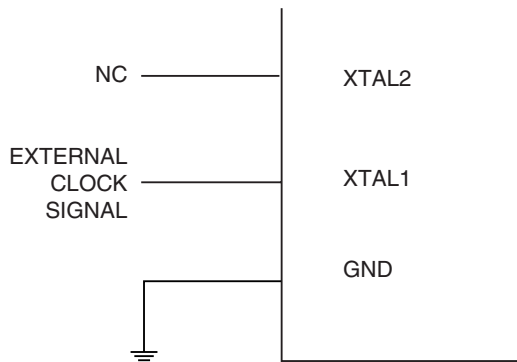 NC
XTAL2
EXTERNAL
CLOCK
SIGNAL
XTAL1
GND